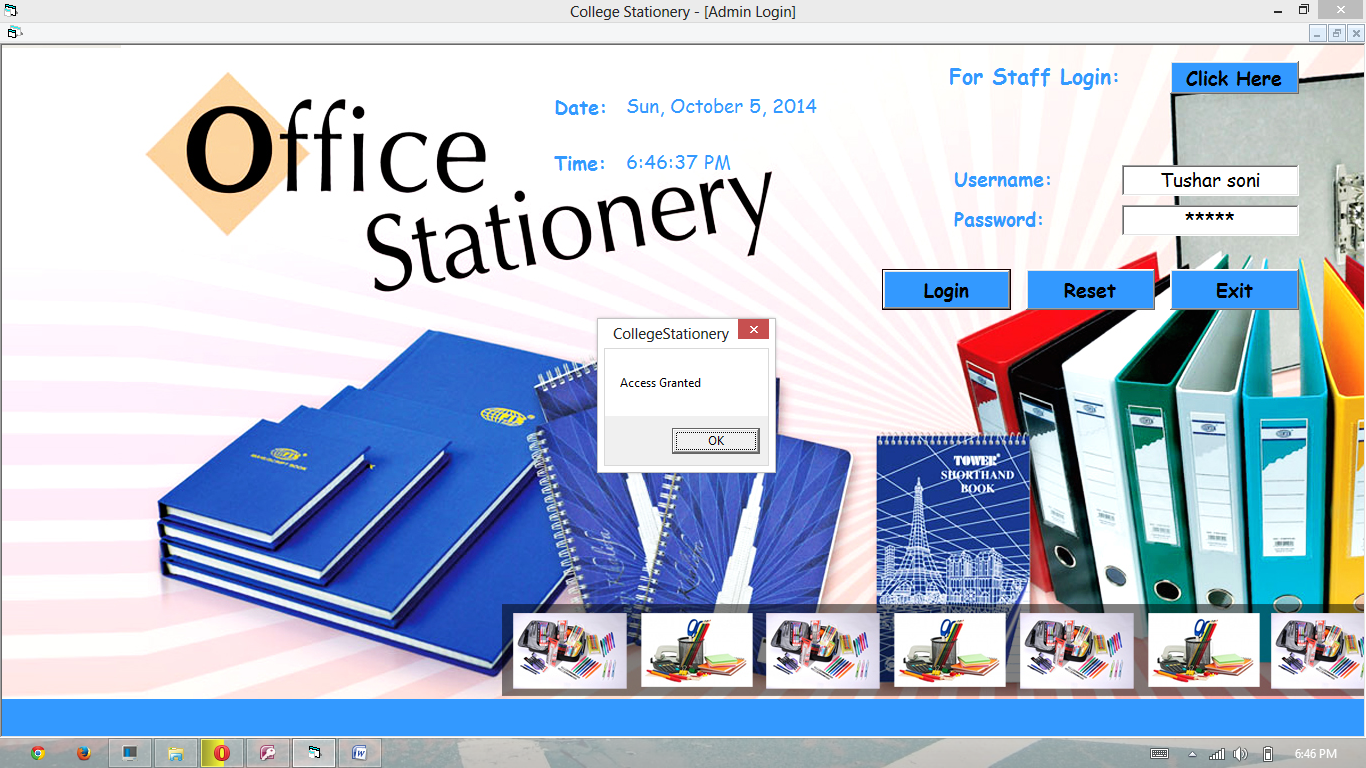 College Stationery - [Admin Login]
For Staff Login:
Click Here
Office
Stationery
Date: Sun, October 5, 2014
Time: 6:46:37 PM
Username: Tushar soni
Password: *****
Login
Reset
Exit
CollegeStationery
Access Granted
OK
MANUSCRIPT BOOK
TOWER®
SHORTHAND
BOOK
6:46 PM